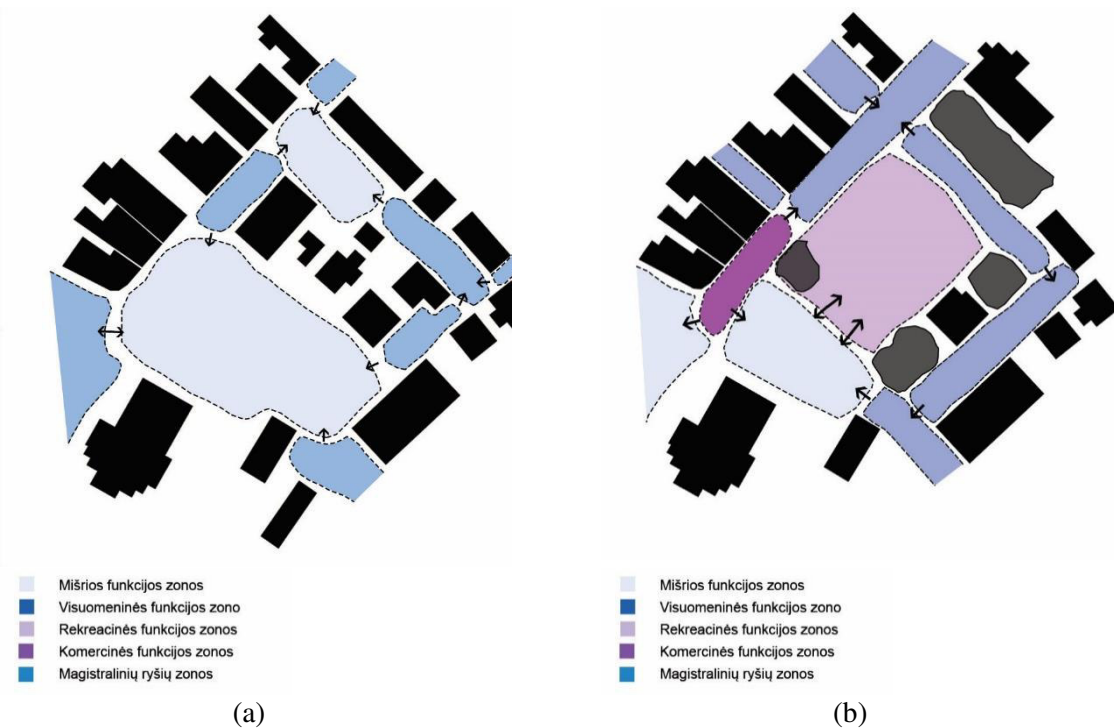 Mišrios funkcijos zonos
Visuomeninės funkcijos zono
Rekreacinės funkcijos zonos
Komercinės funkcijos zonos
Magistralinių ryšių zonos
(a)
Mišrios funkcijos zonos
Visuomeninės funkcijos zono
Rekreacinės funkcijos zonos
Komercinės funkcijos zonos
Magistralinių ryšių zonos
(b)